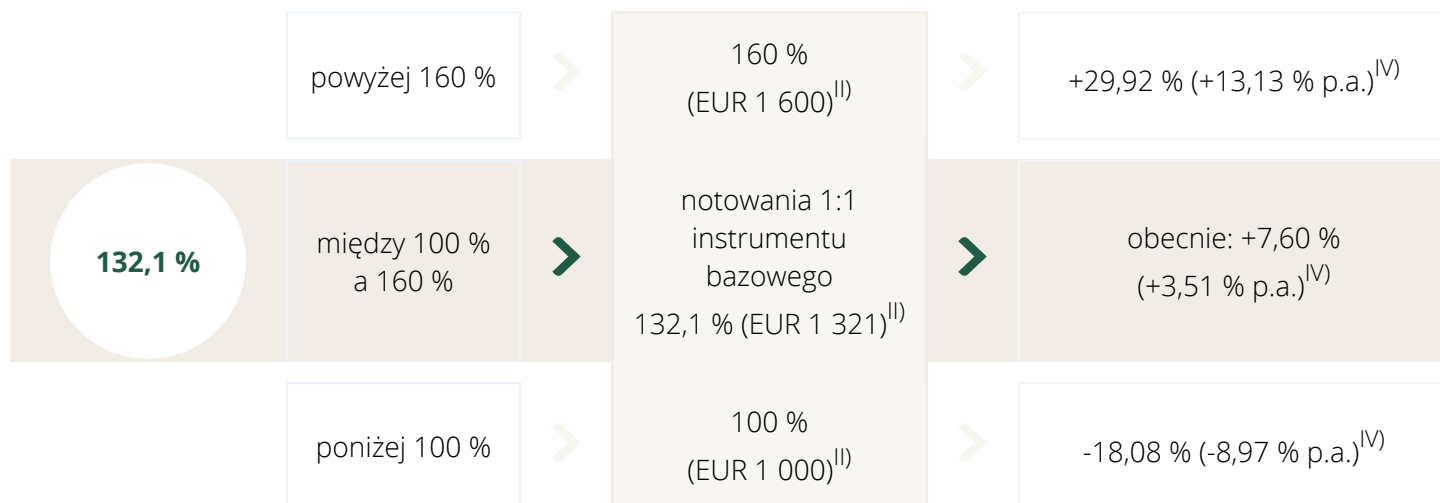 powyżej 160 %
160 %
(EUR 1 600)II)
+29,92 % (+13,13 % p.a.)IV)
132,1 %
między 100 %
a 160 %
notowania 1:1
instrumentu
bazowego
132,1 % (EUR 1 321)II)
obecnie: +7,60 %
(+3,51 % p.a.)IV)
poniżej 100 %
100 %
(EUR 1 000)II)
-18,08 % (-8,97 % p.a.)IV)